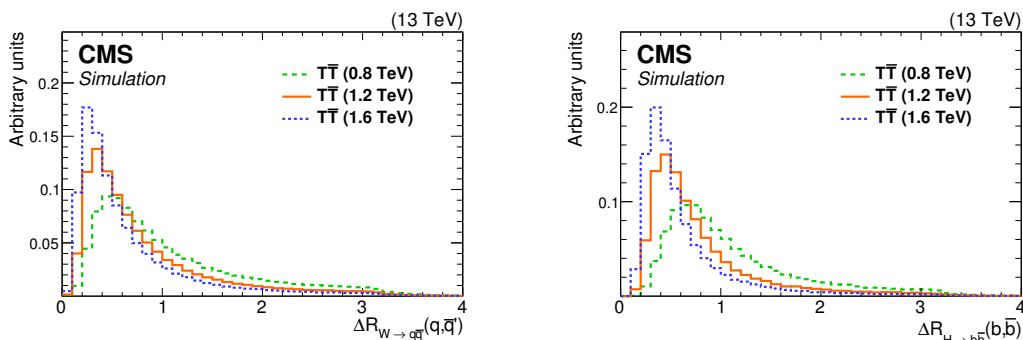 (13 TeV)
Arbitrary units
CMS
Simulation
TT̅ (0.8 TeV)
TT̅ (1.2 TeV)
TT̅ (1.6 TeV)
0.2
0.15
0.1
0.05
0 1 2 3 4
ΔR W → qq̅ (q,q̅')
(13 TeV)
Arbitrary units
CMS
Simulation
TT̅ (0.8 TeV)
TT̅ (1.2 TeV)
TT̅ (1.6 TeV)
0.2
0.1
0 1 2 3 4
ΔR H → bb̅ (b,b̅)